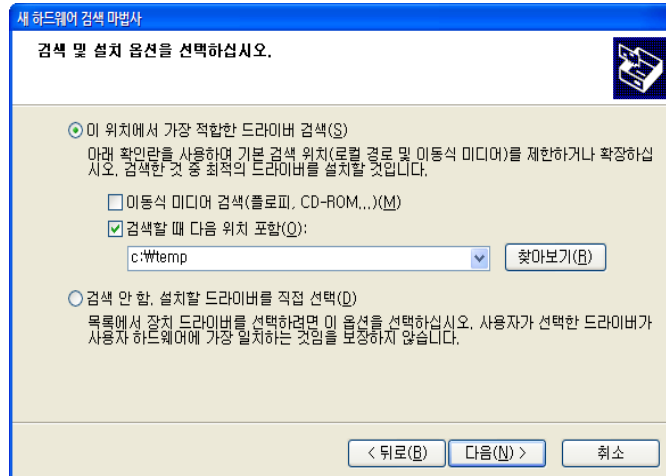 새 하드웨어 검색 마법사
검색 및 설치 옵션을 선택하십시오.
이 위치에서 가장 적합한 드라이버 검색(S)
아래 확인란을 사용하여 기본 검색 위치(로컬 경로 및 이동식 미디어)를 제한하거나 확장하십
시오. 검색한 것 중 최적의 드라이버를 설치할 것입니다.
이동식 미디어 검색(플로피, CD-ROM...)(M)
검색할 때 다음 위치 포함(O):
c:₩temp
찾아보기(R)
검색 안 함. 설치할 드라이버를 직접 선택(D)
목록에서 장치 드라이버를 선택하려면 이 옵션을 선택하십시오. 사용자가 선택한 드라이버가
사용자 하드웨어에 가장 일치하는 것임을 보장하지 않습니다.
< 뒤로(B) 다음(N) > 취소